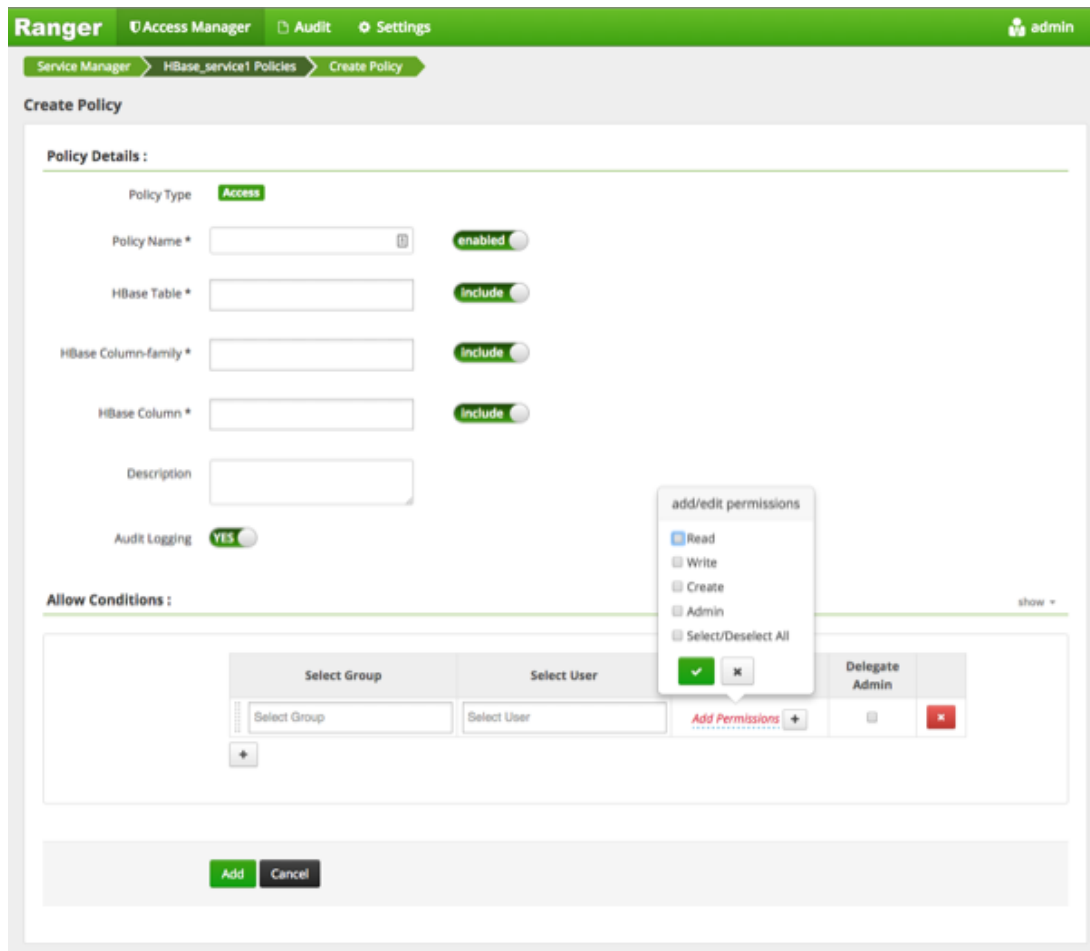 Ranger Access Manager Audit Settings admin
Service Manager HBase_service1 Policies Create Policy
Create Policy
Policy Details :
Policy Type Access
Policy Name * enabled
HBase Table * include
HBase Column-family * include
HBase Column * include
Description
add/edit permissions
Audit Logging YES
Read
Write
Create
Allow Conditions : show
Admin
Select/Deselect All
Select Group Select User Delegate Admin
Select Group Select User Add Permissions +
+
Add Cancel